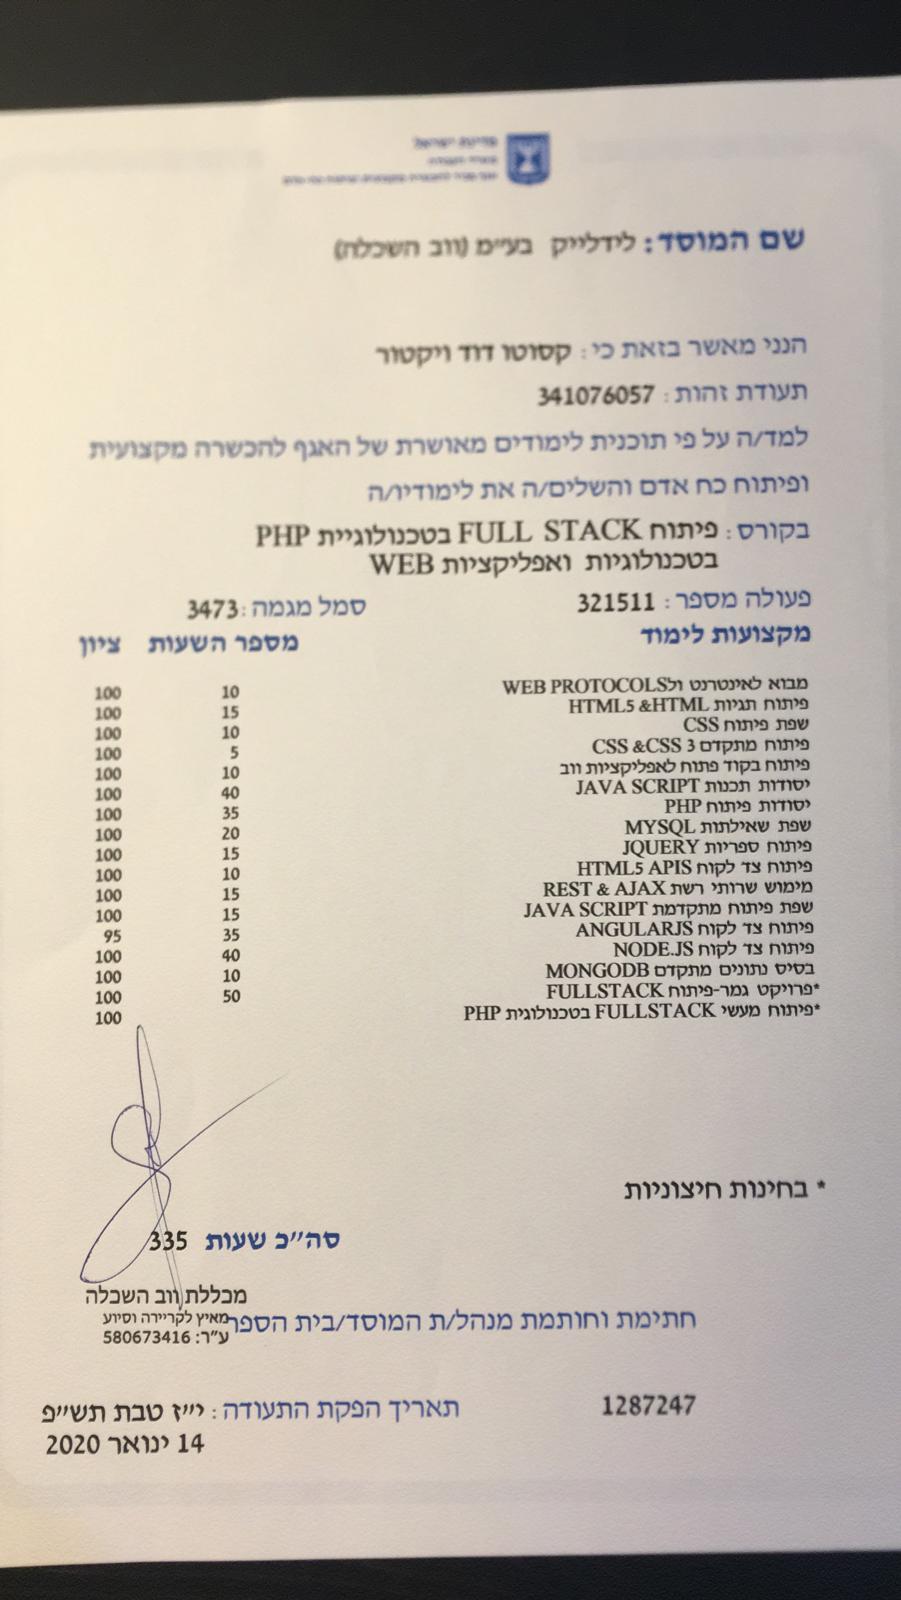 מדינת ישראל
משרד העבודה
שם המוסד: לידלייק בע״מ (ווב השכלה)
הנני מאשר בזאת כי: קסוטו דוד ויקטור
תעודת זהות: 341076057
למד/ה על פי תוכנית לימודים מאושרת של האגף להכשרה מקצועית
ופיתוח כח אדם והשלים/ה את לימודיו/ה
בקורס: פיתוח FULL STACK בטכנולוגיית PHP
בטכנולוגיות ואפליקציות WEB
פעולה מספר: 321511 סמל מגמה: 3473
מקצועות לימוד מספר השעות ציון
מבוא לאינטרנט ולWEB PROTOCOLS 10 100
פיתוח תגיות HTML5 &HTML 15 100
שפת פיתוח CSS 10 100
פיתוח מתקדם CSS &CSS 3 5 100
פיתוח בקוד פתוח לאפליקציות ווב 10 100
יסודות תכנות JAVA SCRIPT 40 100
יסודות פיתוח PHP 35 100
שפת שאילתות MYSQL 20 100
פיתוח ספריות JQUERY 15 100
פיתוח צד לקוח HTML5 APIS 10 100
מימוש שרותי רשת REST & AJAX 15 100
שפת פיתוח מתקדמת JAVA SCRIPT 15 100
פיתוח צד לקוח ANGULARJS 35 95
פיתוח צד לקוח NODE.JS 40 100
בסיס נתונים מתקדם MONGODB 10 100
*פרויקט גמר-פיתוח FULLSTACK 50 100
*פיתוח מעשי FULLSTACK בטכנולוגית PHP 100
* בחינות חיצוניות
סה״כ שעות 335
מכללת ווב השכלה
מאיץ לקריירה וסיוע
ע״ר: 580673416
חתימת וחותמת מנהל/ת המוסד/בית הספר
1287247 תאריך הפקת התעודה: י״ז טבת תש״פ
14 ינואר 2020